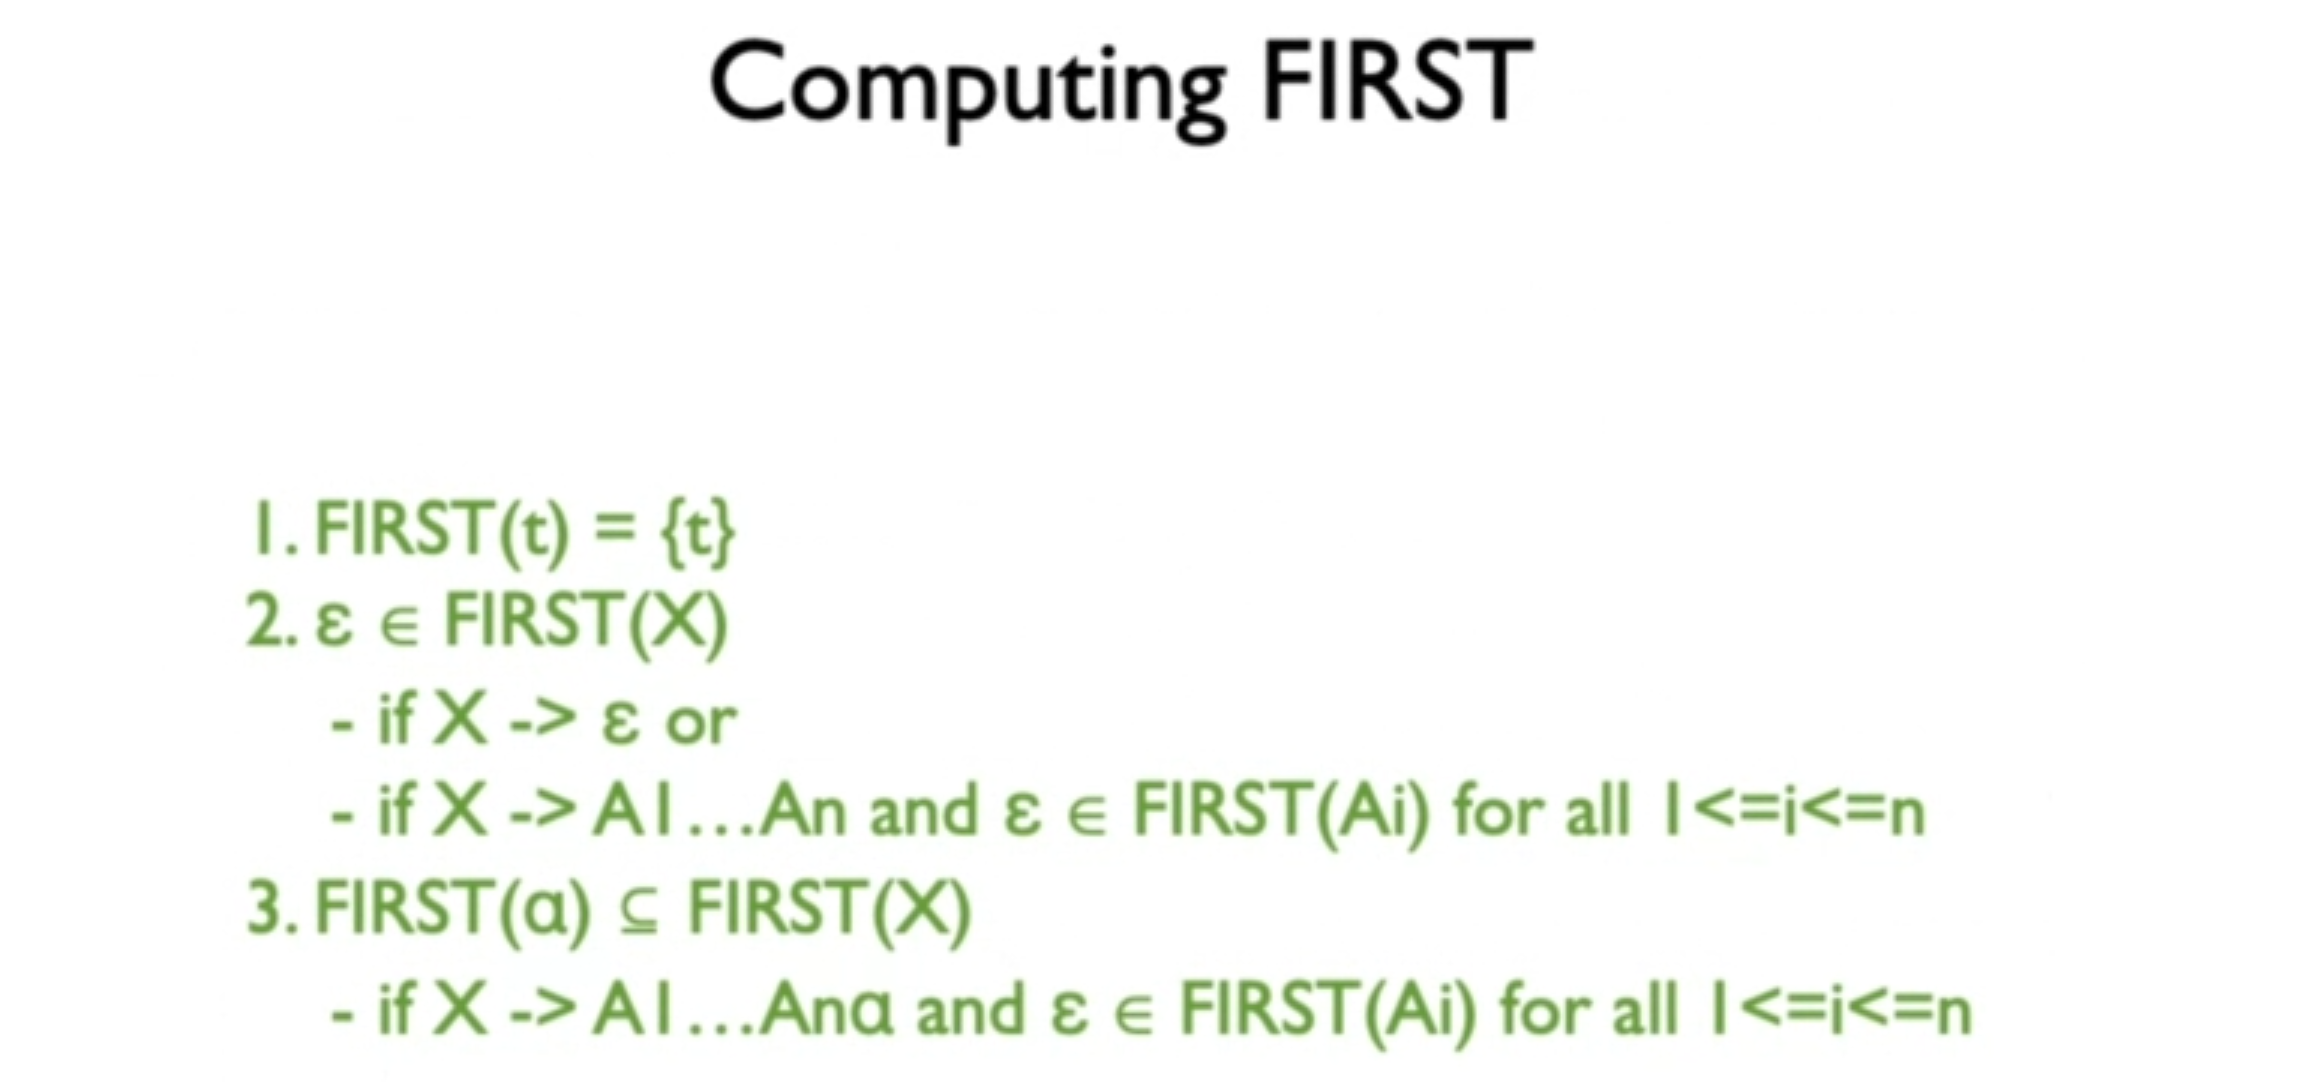 Computing FIRST
1. FIRST(t) = {t}
2. ε ∈ FIRST(X)
- if X -> ε or
- if X -> A1...An and ε ∈ FIRST(Ai) for all 1<=i<=n
3. FIRST(α) ⊆ FIRST(X)
- if X -> A1...Anα and ε ∈ FIRST(Ai) for all 1<=i<=n